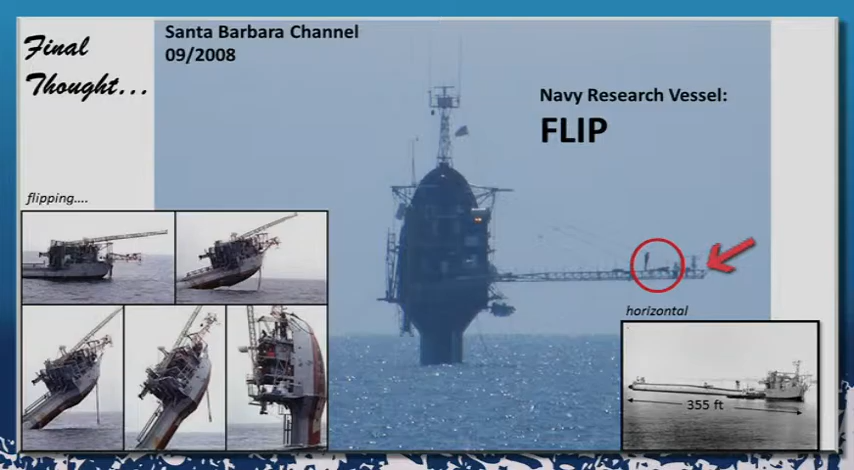 Final
Thought...
Santa Barbara Channel
09/2008
Navy Research Vessel:
FLIP
flipping....
horizontal
355 ft